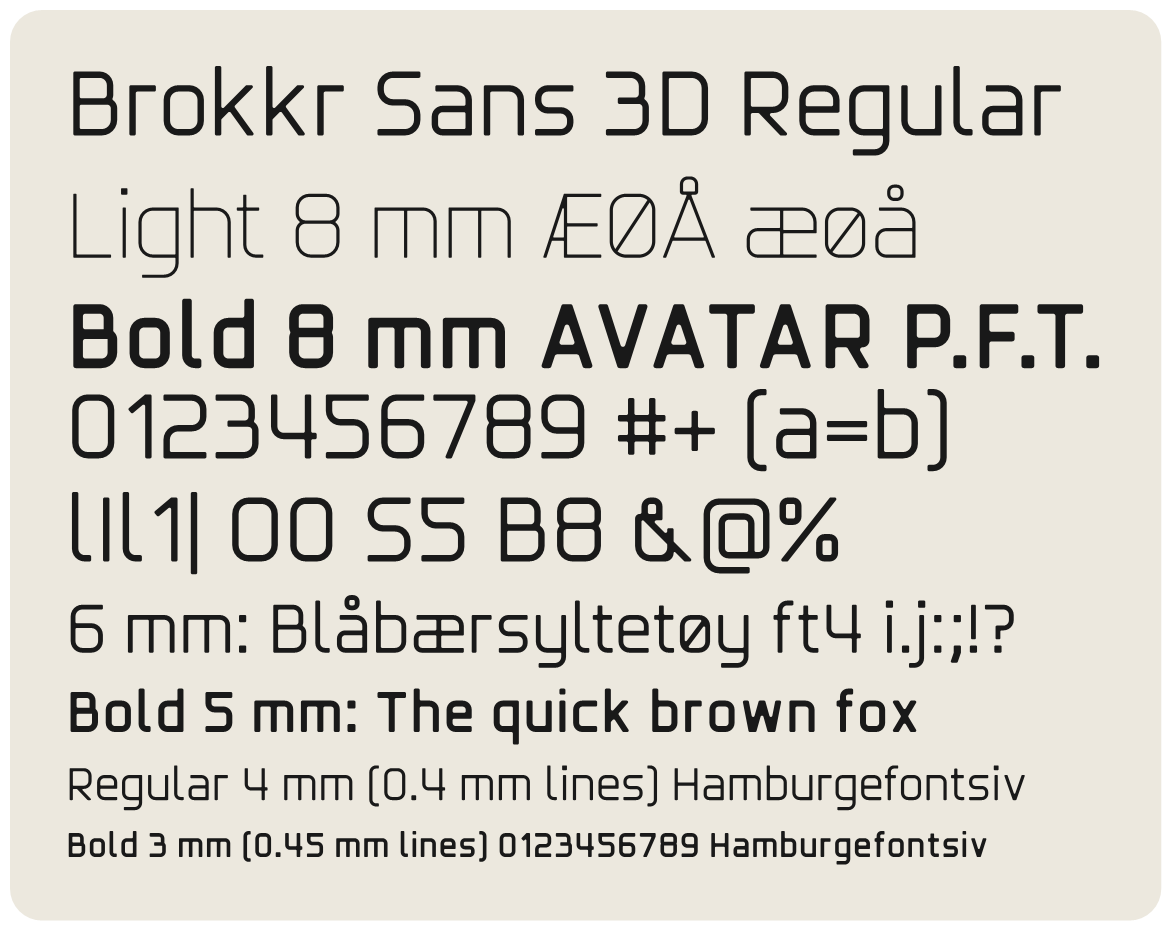 Brokkr Sans 3D Regular
Light 8 mm ÆØÅ æøå
Bold 8 mm AVATAR P.F.T.
0123456789 #+ (a=b)
lIl1| OO S5 B8 &@%
6 mm: Blåbærsyltetøy ft4 i.j:;!?
Bold 5 mm: The quick brown fox
Regular 4 mm (0.4 mm lines) Hamburgefontsiv
Bold 3 mm (0.45 mm lines) 0123456789 Hamburgefontsiv